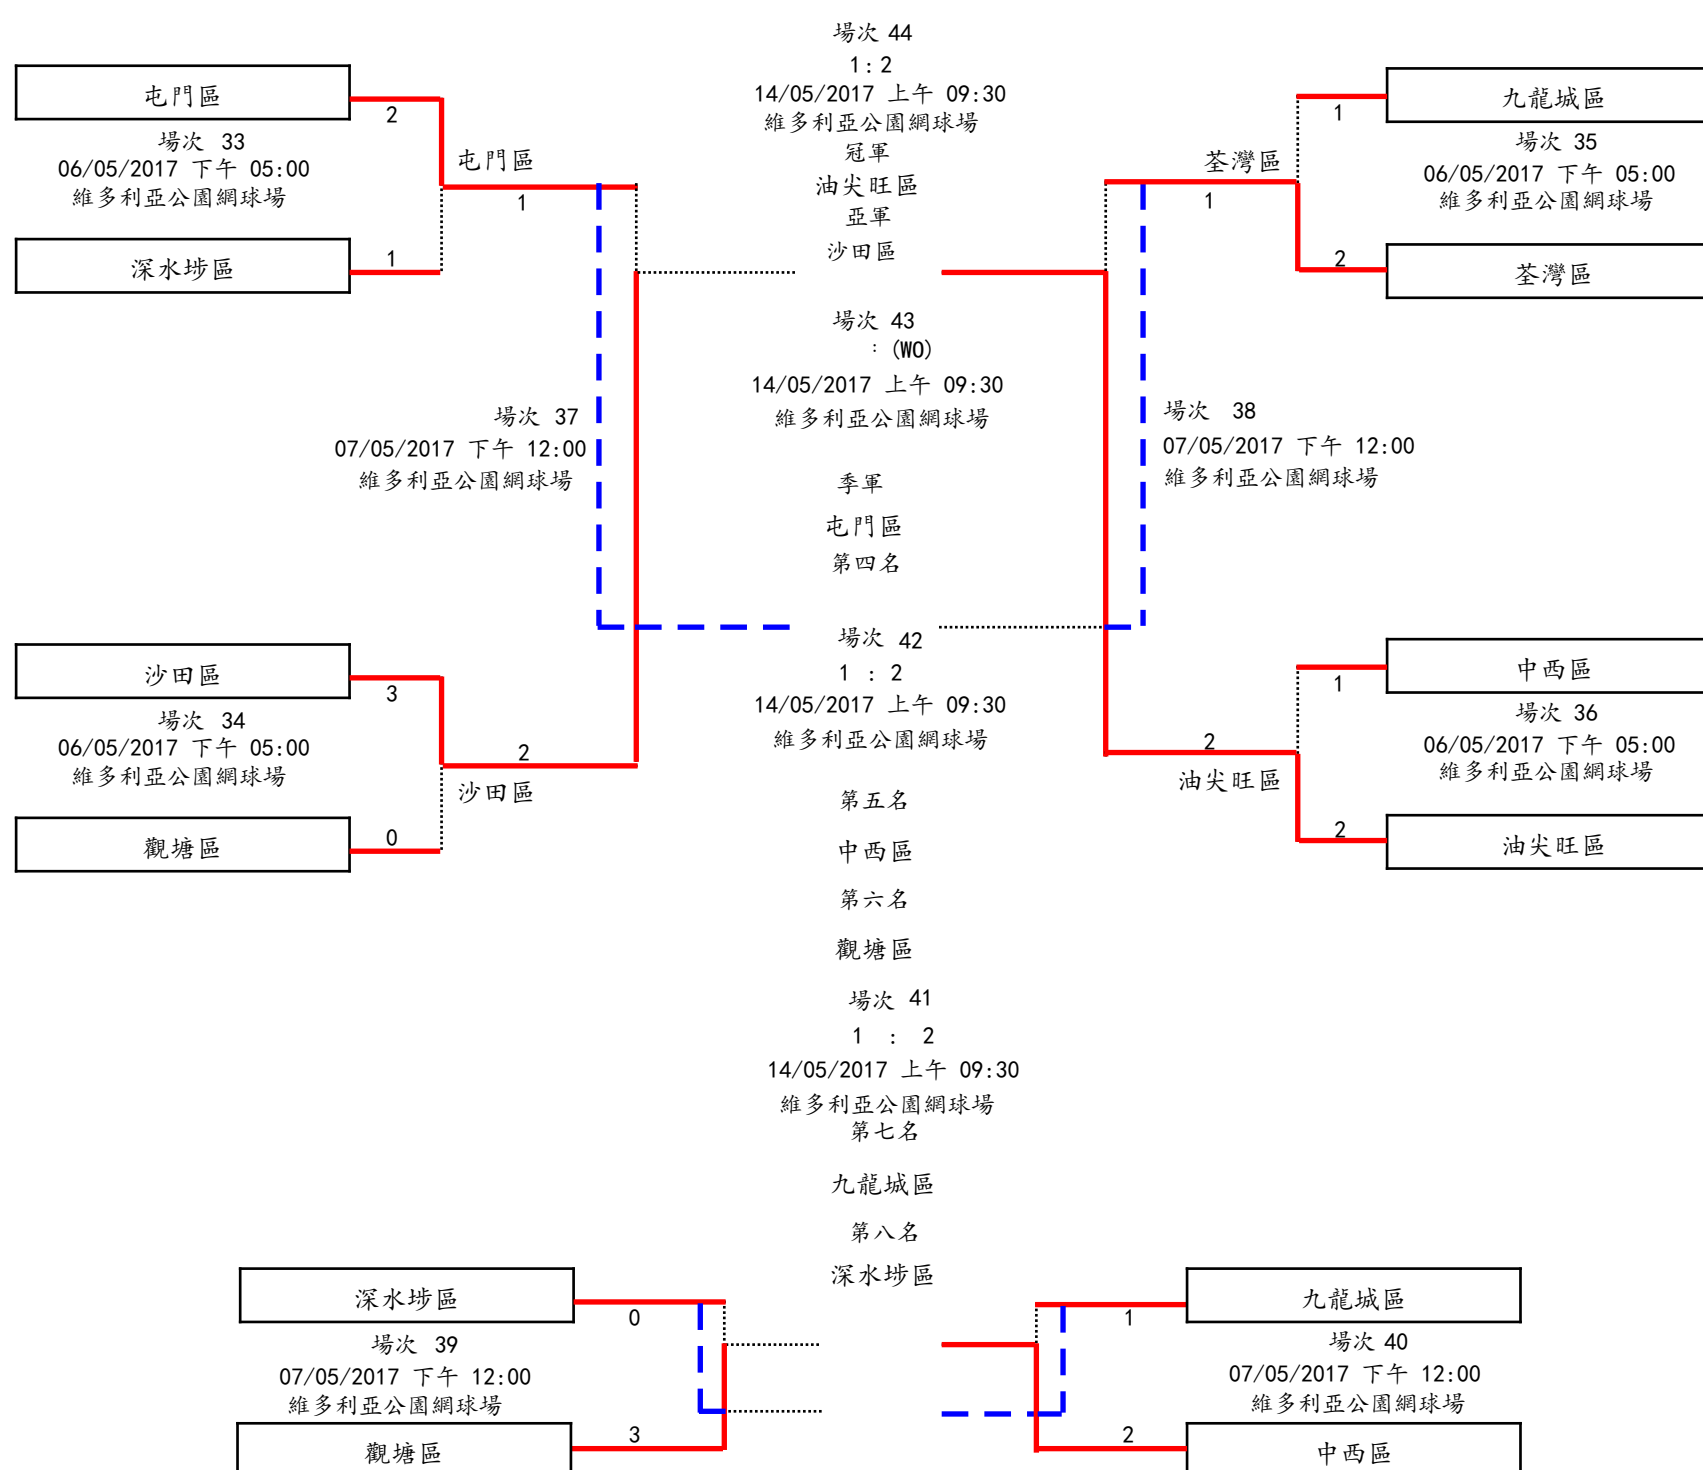 場次 44
1:2
14/05/2017 上午 09:30
維多利亞公園網球場
冠軍
油尖旺區
亞軍
沙田區
屯門區
2
場次 33
06/05/2017 下午 05:00
維多利亞公園網球場
屯門區
1
深水埗區
1
九龍城區
1
場次 35
06/05/2017 下午 05:00
維多利亞公園網球場
荃灣區
1
荃灣區
2
場次 43
: (WO)
14/05/2017 上午 09:30
維多利亞公園網球場
場次 37
07/05/2017 下午 12:00
維多利亞公園網球場
場次 38
07/05/2017 下午 12:00
維多利亞公園網球場
季軍
屯門區
第四名
場次 42
1 : 2
14/05/2017 上午 09:30
維多利亞公園網球場
沙田區
3
場次 34
06/05/2017 下午 05:00
維多利亞公園網球場
2
沙田區
觀塘區
0
中西區
1
場次 36
06/05/2017 下午 05:00
維多利亞公園網球場
2
油尖旺區
油尖旺區
2
第五名
中西區
第六名
觀塘區
場次 41
1 : 2
14/05/2017 上午 09:30
維多利亞公園網球場
第七名
九龍城區
第八名
深水埗區
深水埗區
0
場次 39
07/05/2017 下午 12:00
維多利亞公園網球場
觀塘區
3
九龍城區
1
場次 40
07/05/2017 下午 12:00
維多利亞公園網球場
中西區
2